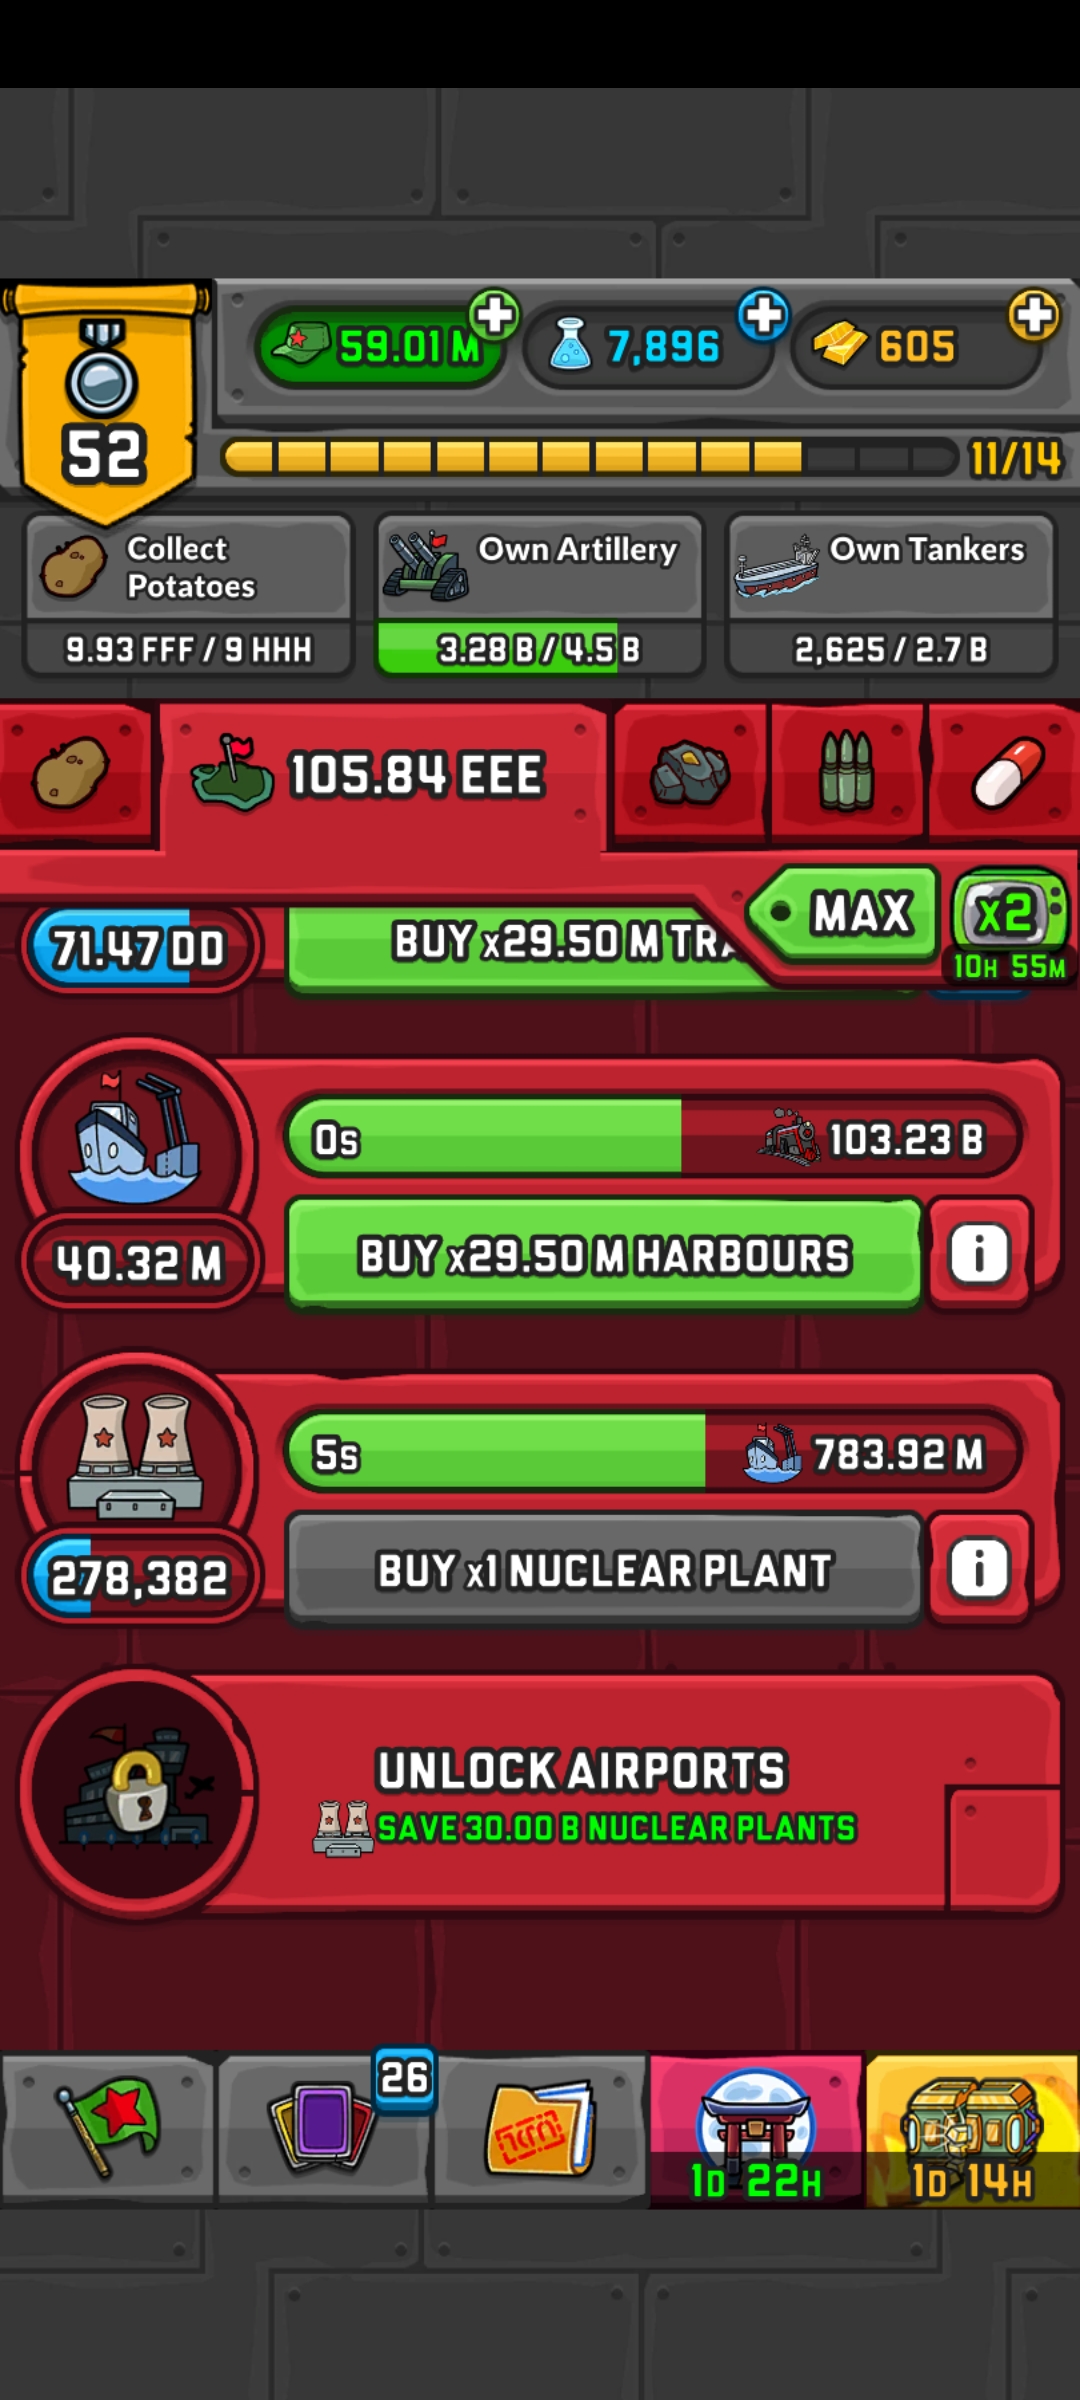 59.01 M
7,896
605
52
11/14
Collect
Potatoes
9.93 FFF / 9 HHH
Own Artillery
3.28 B / 4.5 B
Own Tankers
2,625 / 2.7 B
105.84 EEE
MAX
x2
10H 55M
71.47 DD
BUY x29.50 M TRA
0s
103.23 B
40.32 M
BUY x29.50 M HARBOURS
i
5s
783.92 M
278,382
BUY x1 NUCLEAR PLANT
i
UNLOCK AIRPORTS
SAVE 30.00 B NUCLEAR PLANTS
26
1D 22H
1D 14H